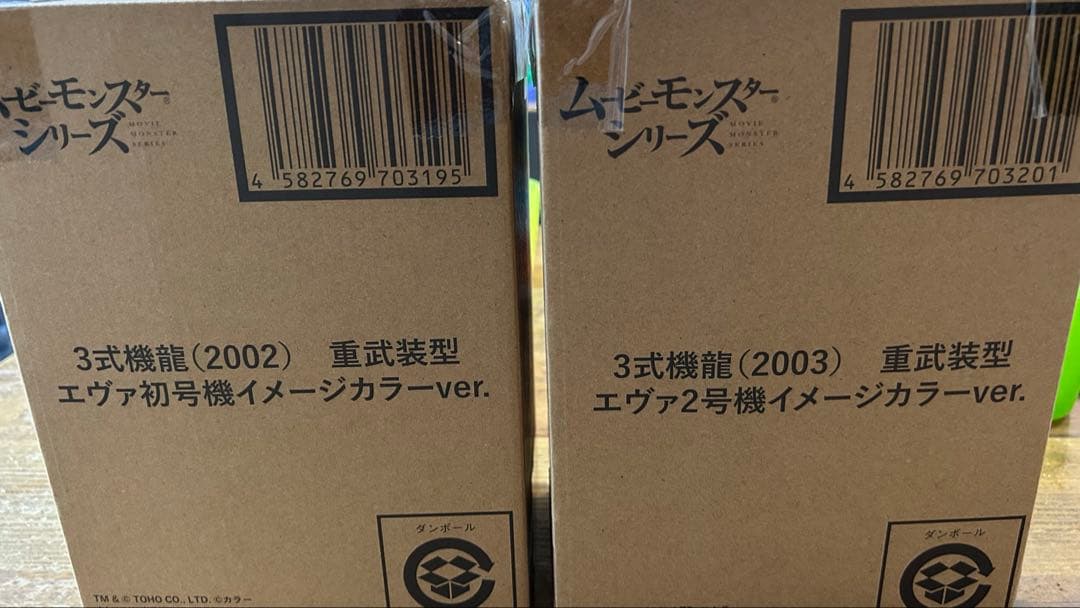 ムービーモンスター®
シリーズ
MOVIE
MONSTER
SERIES
4 582769 703195
3式機龍(2002) 重武装型
エヴァ初号機イメージカラーver.
ダンボール
TM & © TOHO CO., LTD. ©カラー
ムービーモンスター®
シリーズ
MOVIE
MONSTER
SERIES
4 582769 703201
3式機龍(2003) 重武装型
エヴァ2号機イメージカラーver.
ダンボール